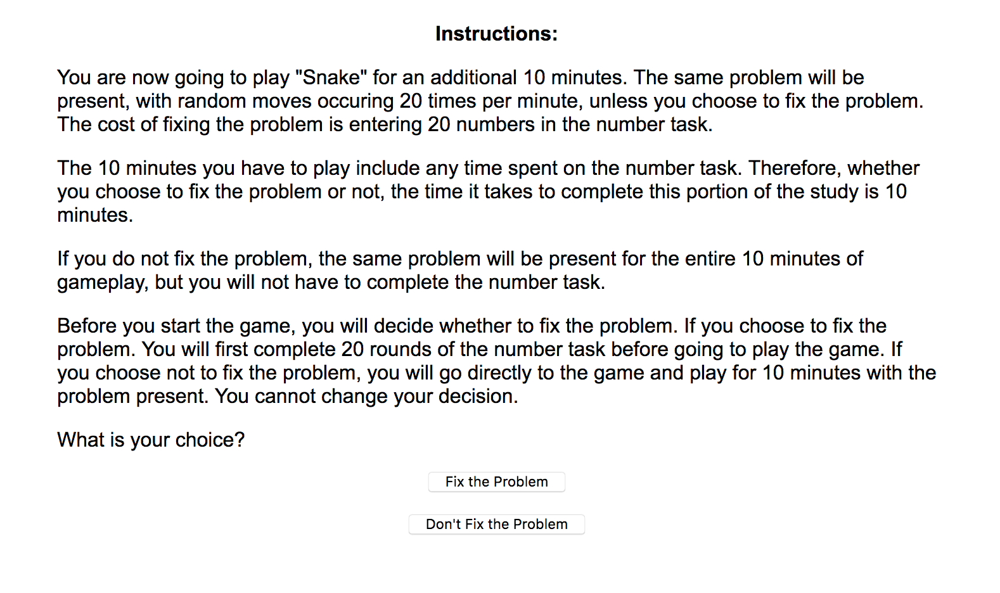 Instructions:
You are now going to play "Snake" for an additional 10 minutes. The same problem will be
present, with random moves occuring 20 times per minute, unless you choose to fix the problem.
The cost of fixing the problem is entering 20 numbers in the number task.
The 10 minutes you have to play include any time spent on the number task. Therefore, whether
you choose to fix the problem or not, the time it takes to complete this portion of the study is 10
minutes.
If you do not fix the problem, the same problem will be present for the entire 10 minutes of
gameplay, but you will not have to complete the number task.
Before you start the game, you will decide whether to fix the problem. If you choose to fix the
problem. You will first complete 20 rounds of the number task before going to play the game. If
you choose not to fix the problem, you will go directly to the game and play for 10 minutes with the
problem present. You cannot change your decision.
What is your choice?
Fix the Problem
Don't Fix the Problem